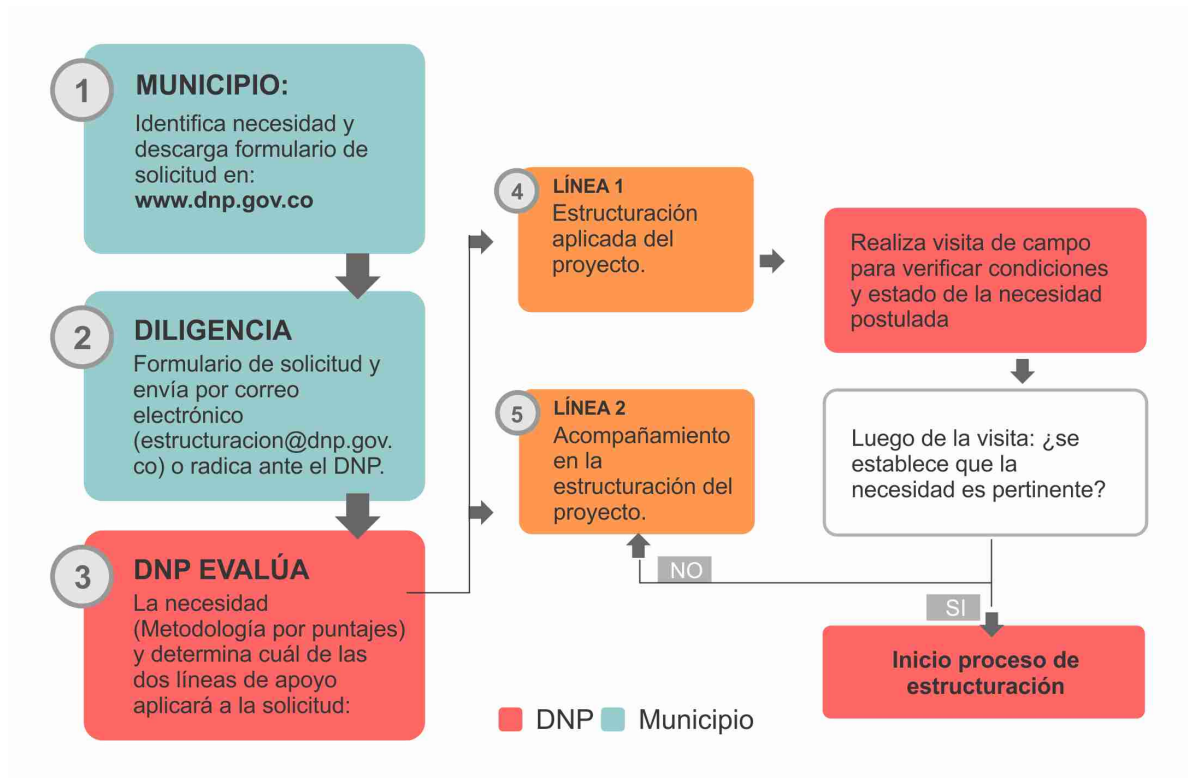 1
MUNICIPIO:
Identifica necesidad y
descarga formulario de
solicitud en:
www.dnp.gov.co
2
DILIGENCIA
Formulario de solicitud y
envía por correo
electrónico
(estructuracion@dnp.gov.
co) o radica ante el DNP.
3
DNP EVALÚA
La necesidad
(Metodología por puntajes)
y determina cuál de las
dos líneas de apoyo
aplicará a la solicitud:
4
LÍNEA 1
Estructuración
aplicada del
proyecto.
5
LÍNEA 2
Acompañamiento
en la
estructuración del
proyecto.
Realiza visita de campo
para verificar condiciones
y estado de la necesidad
postulada
Luego de la visita: ¿se
establece que la
necesidad es pertinente?
NO
SI
Inicio proceso de
estructuración
DNP
Municipio